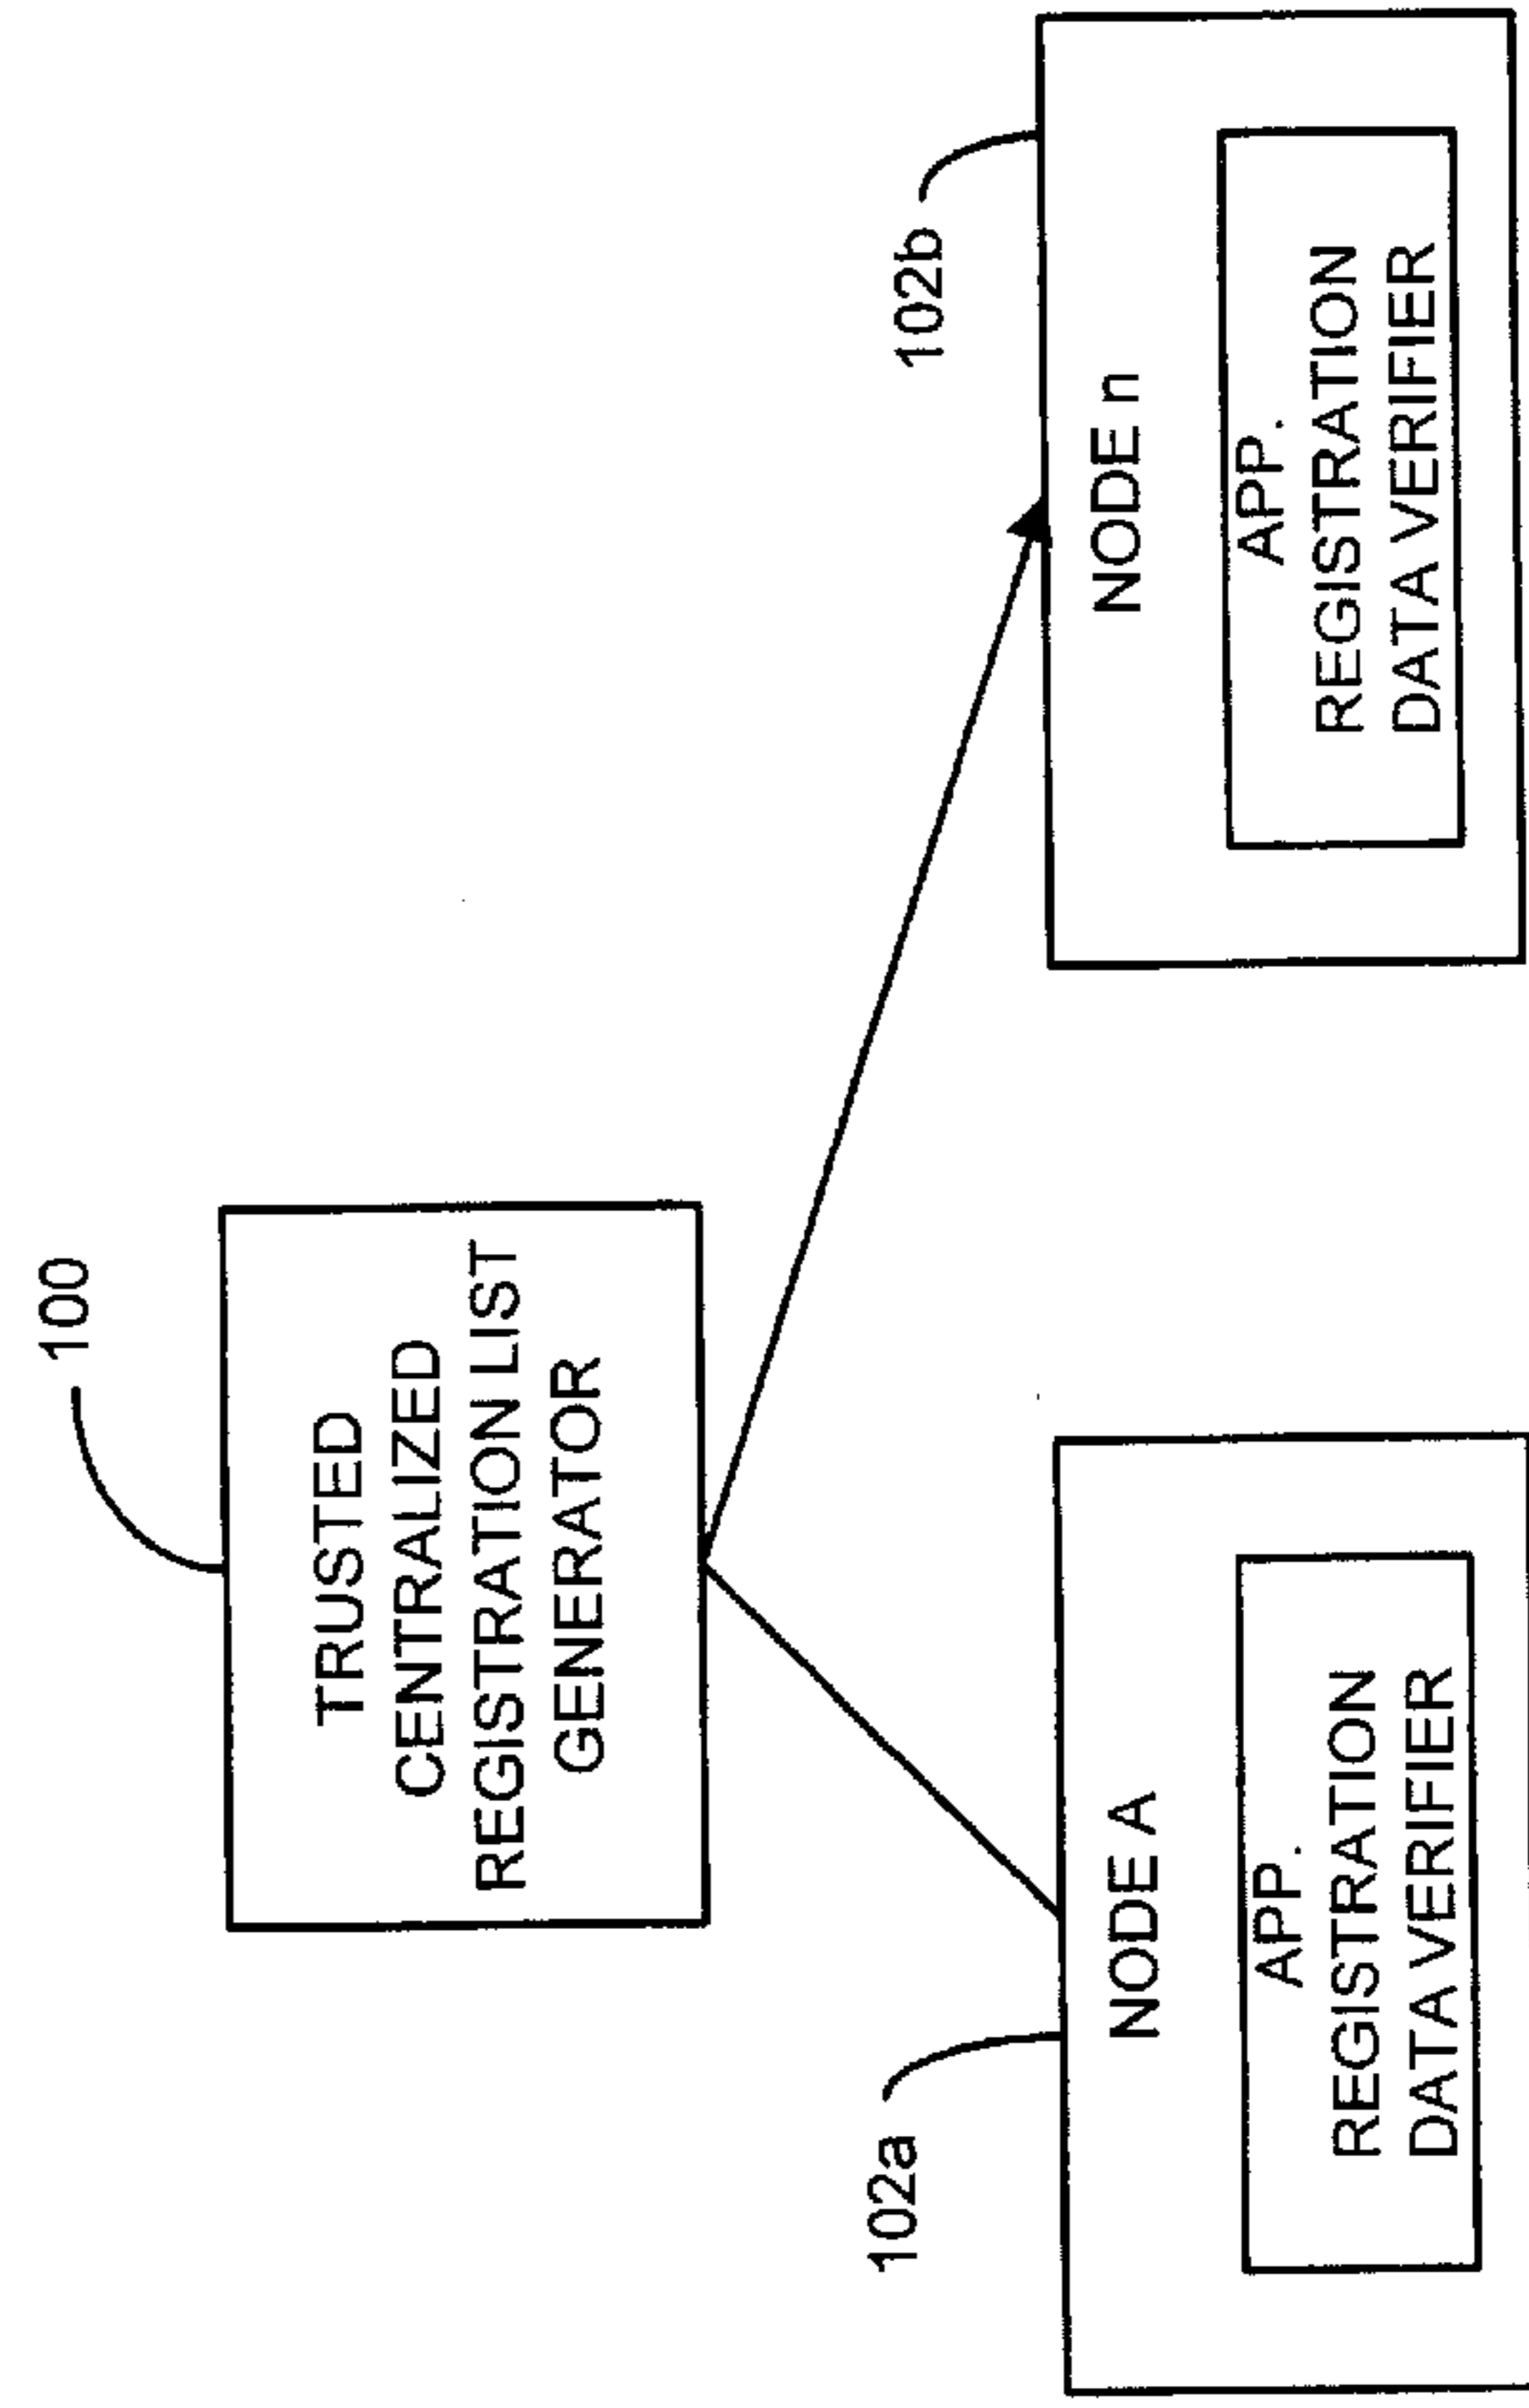 100
TRUSTED
CENTRALIZED
REGISTRATION LIST
GENERATOR
102a
NODE A
APP.
REGISTRATION
DATA VERIFIER
102b
NODE n
APP.
REGISTRATION
DATA VERIFIER